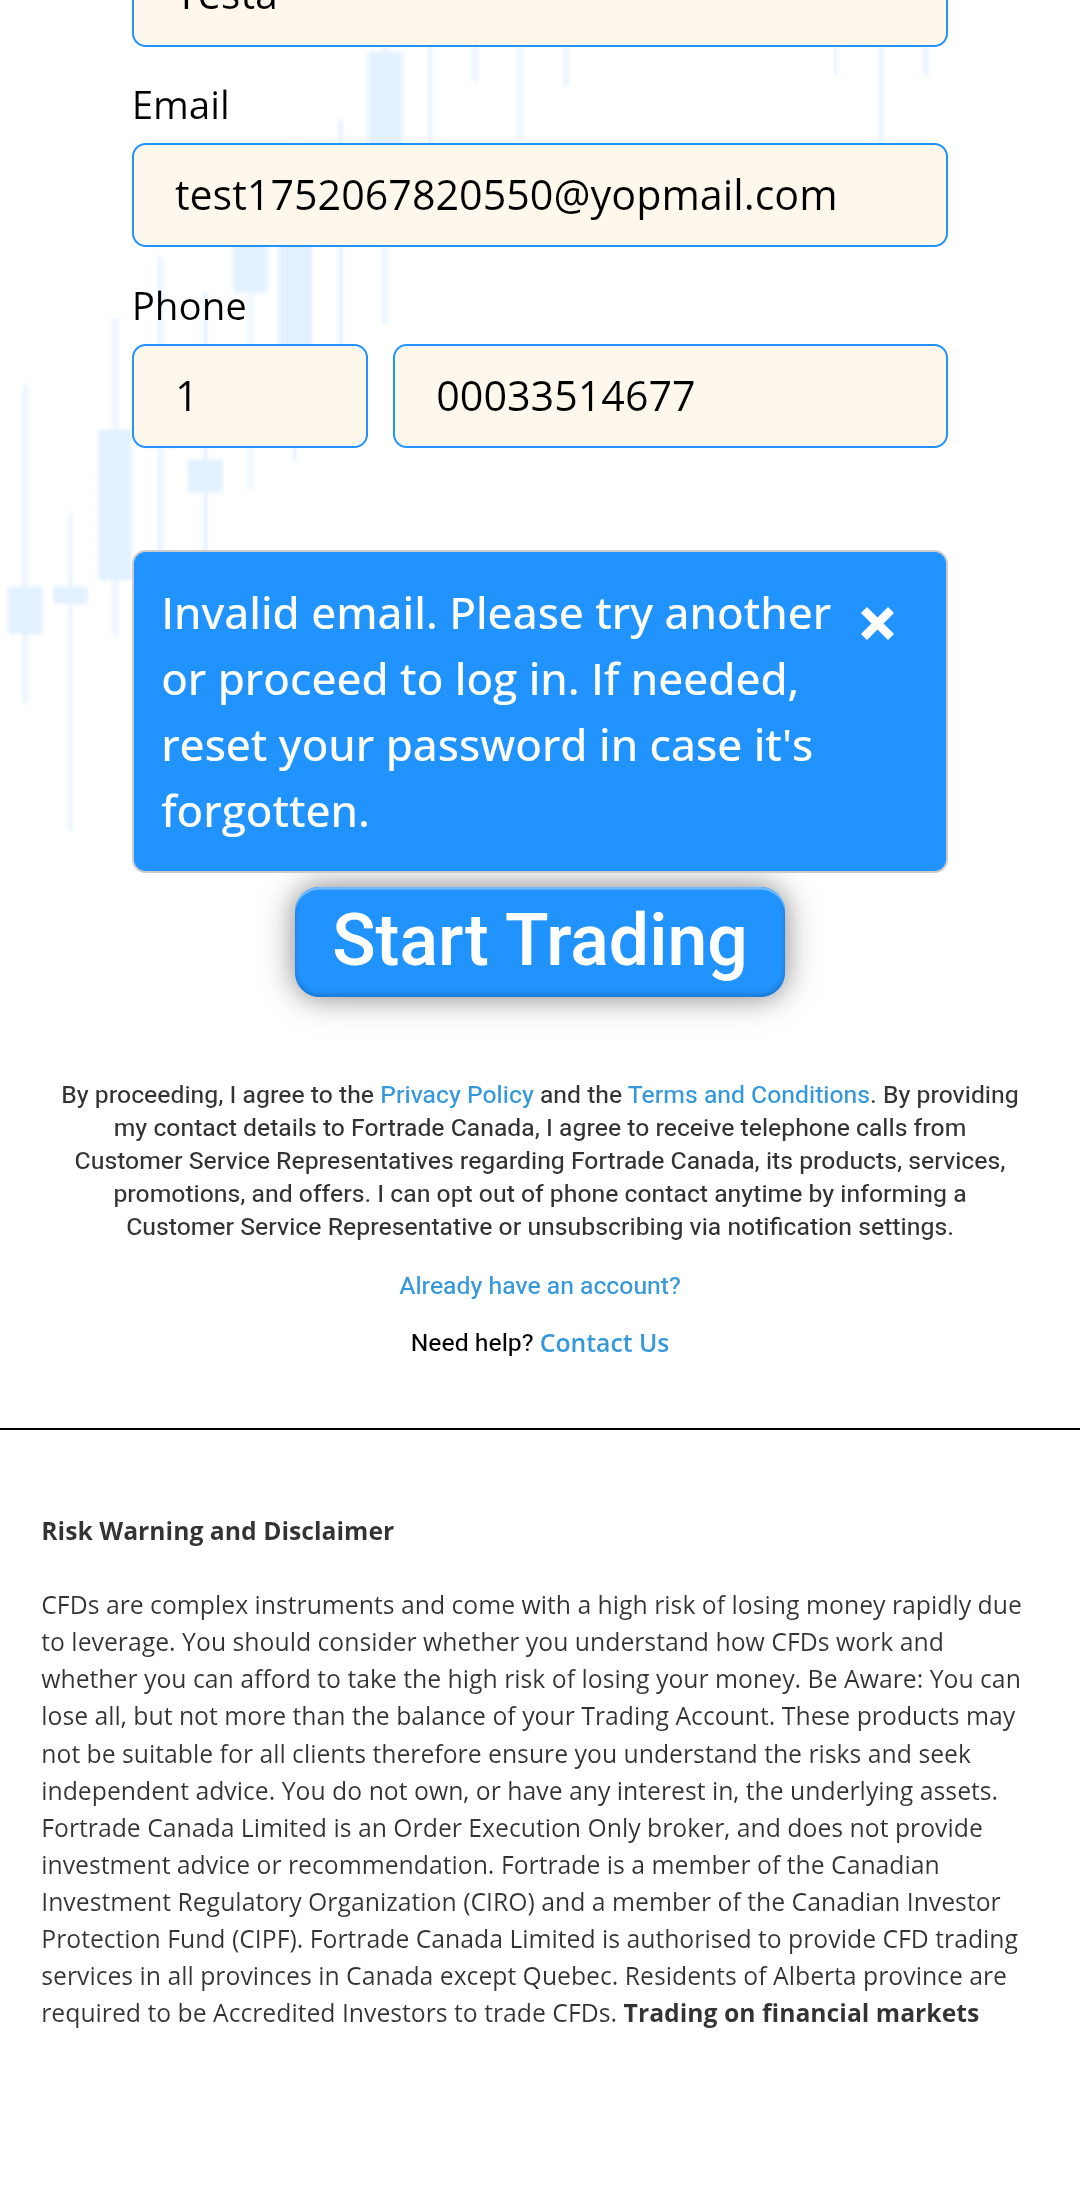 Testa
Email
test1752067820550@yopmail.com
Phone
1
00033514677
Invalid email. Please try another
or proceed to log in. If needed,
reset your password in case it's
forgotten.
×
Start Trading
By proceeding, I agree to the Privacy Policy and the Terms and Conditions. By providing
my contact details to Fortrade Canada, I agree to receive telephone calls from
Customer Service Representatives regarding Fortrade Canada, its products, services,
promotions, and offers. I can opt out of phone contact anytime by informing a
Customer Service Representative or unsubscribing via notification settings.
Already have an account?
Need help? Contact Us
Risk Warning and Disclaimer
CFDs are complex instruments and come with a high risk of losing money rapidly due
to leverage. You should consider whether you understand how CFDs work and
whether you can afford to take the high risk of losing your money. Be Aware: You can
lose all, but not more than the balance of your Trading Account. These products may
not be suitable for all clients therefore ensure you understand the risks and seek
independent advice. You do not own, or have any interest in, the underlying assets.
Fortrade Canada Limited is an Order Execution Only broker, and does not provide
investment advice or recommendation. Fortrade is a member of the Canadian
Investment Regulatory Organization (CIRO) and a member of the Canadian Investor
Protection Fund (CIPF). Fortrade Canada Limited is authorised to provide CFD trading
services in all provinces in Canada except Quebec. Residents of Alberta province are
required to be Accredited Investors to trade CFDs. Trading on financial markets